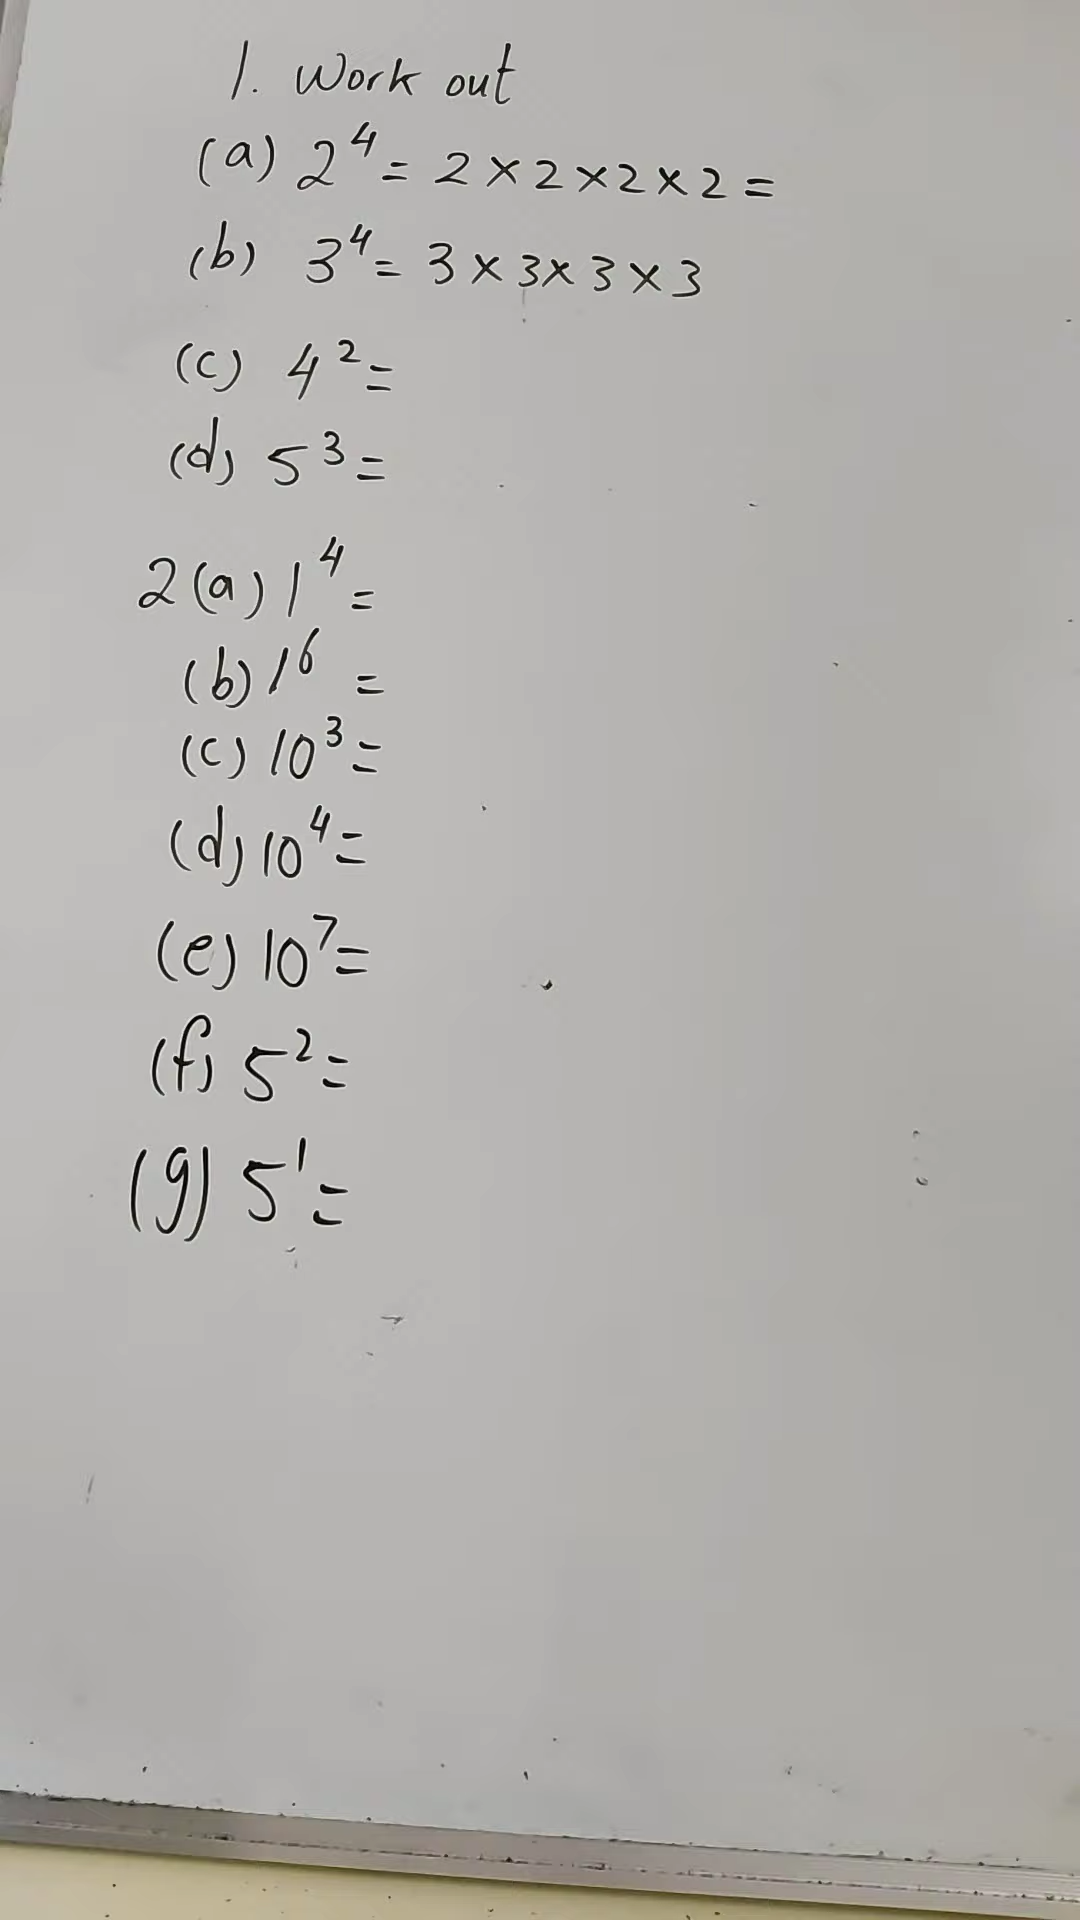 1. Work out
(a) 2⁴ = 2 × 2 × 2 × 2 =
(b) 3⁴ = 3 × 3 × 3 × 3
(c) 4² =
(d) 5³ =
2 (a) 1⁴ =
(b) 1⁶ =
(c) 10³ =
(d) 10⁴ =
(e) 10⁷ =
(f) 5² =
(g) 5¹ =